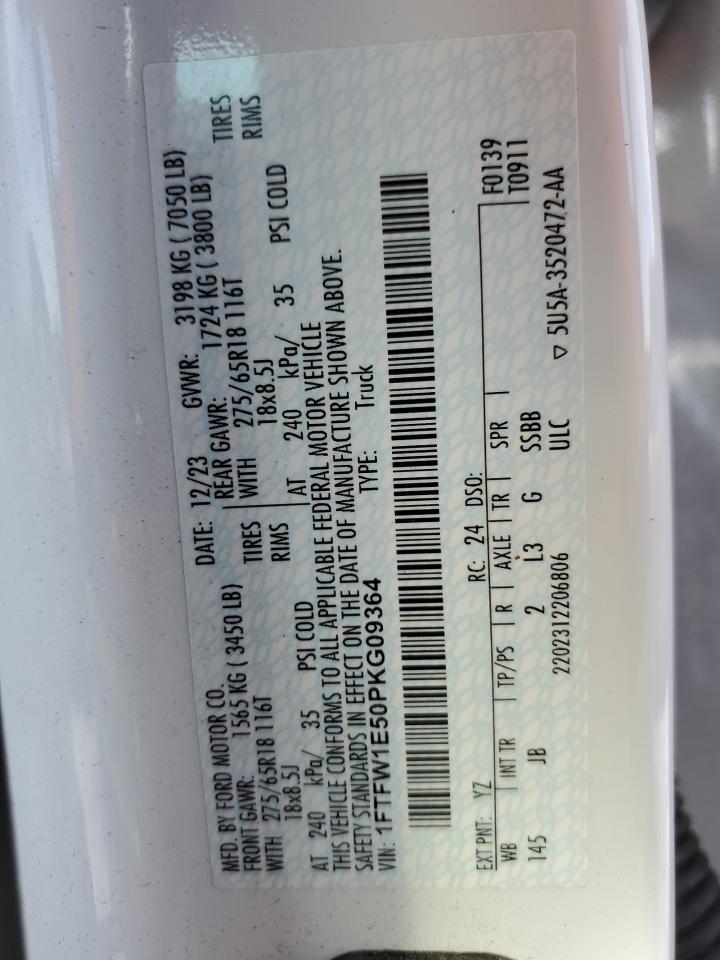 MFD. BY FORD MOTOR CO. DATE: 12/23 GVWR: 3198 KG ( 7050 LB)
FRONT GAWR: 1565 KG ( 3450 LB) REAR GAWR: 1724 KG ( 3800 LB)
WITH 275/65R18 116T TIRES WITH 275/65R18 116T TIRES
18x8.5J RIMS 18x8.5J RIMS
AT 240 kPa/ 35 PSI COLD AT 240 kPa/ 35 PSI COLD
THIS VEHICLE CONFORMS TO ALL APPLICABLE FEDERAL MOTOR VEHICLE
SAFETY STANDARDS IN EFFECT ON THE DATE OF MANUFACTURE SHOWN ABOVE.
VIN: 1FTFW1E50PKG09364 TYPE: Truck
EXT PNT: YZ RC: 24 DSO: F0139
WB INT TR TP/PS R AXLE TR SPR T0911
145 JB 2 L3 G SSBB
2202312206806 ULC ▽ 5U5A-3520472-AA